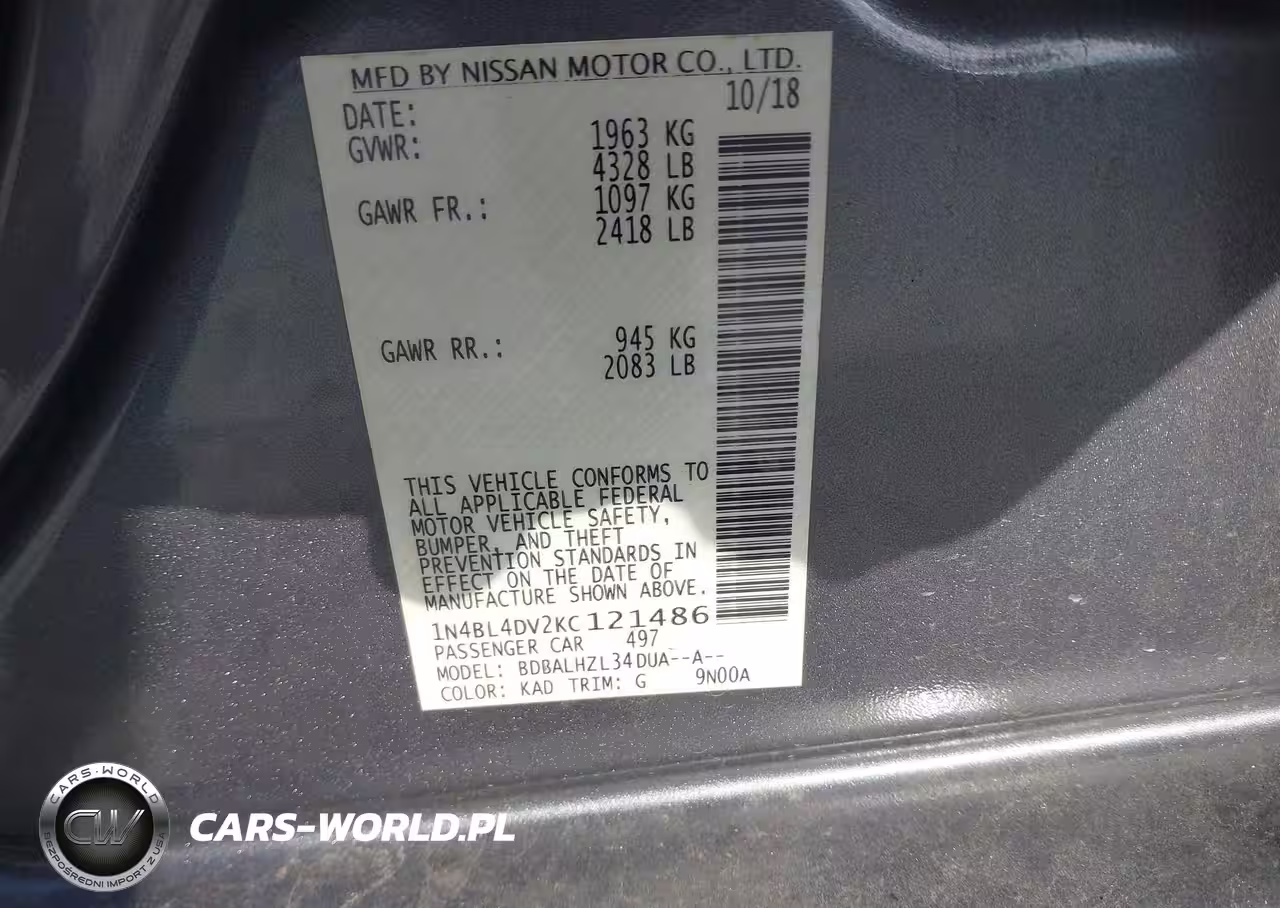 MFD BY NISSAN MOTOR CO., LTD.
DATE: 10/18
GVWR: 1963 KG
4328 LB
GAWR FR.: 1097 KG
2418 LB
GAWR RR.: 945 KG
2083 LB
THIS VEHICLE CONFORMS TO
ALL APPLICABLE FEDERAL
MOTOR VEHICLE SAFETY,
BUMPER, AND THEFT
PREVENTION STANDARDS IN
EFFECT ON THE DATE OF
MANUFACTURE SHOWN ABOVE.
1N4BL4DV2KC121486
PASSENGER CAR 497
MODEL: BDBALHZL34DUA--A--
COLOR: KAD TRIM: G 9N00A
CARS-WORLD
CW
BEZPOŚREDNI IMPORT Z USA
CARS-WORLD.PL